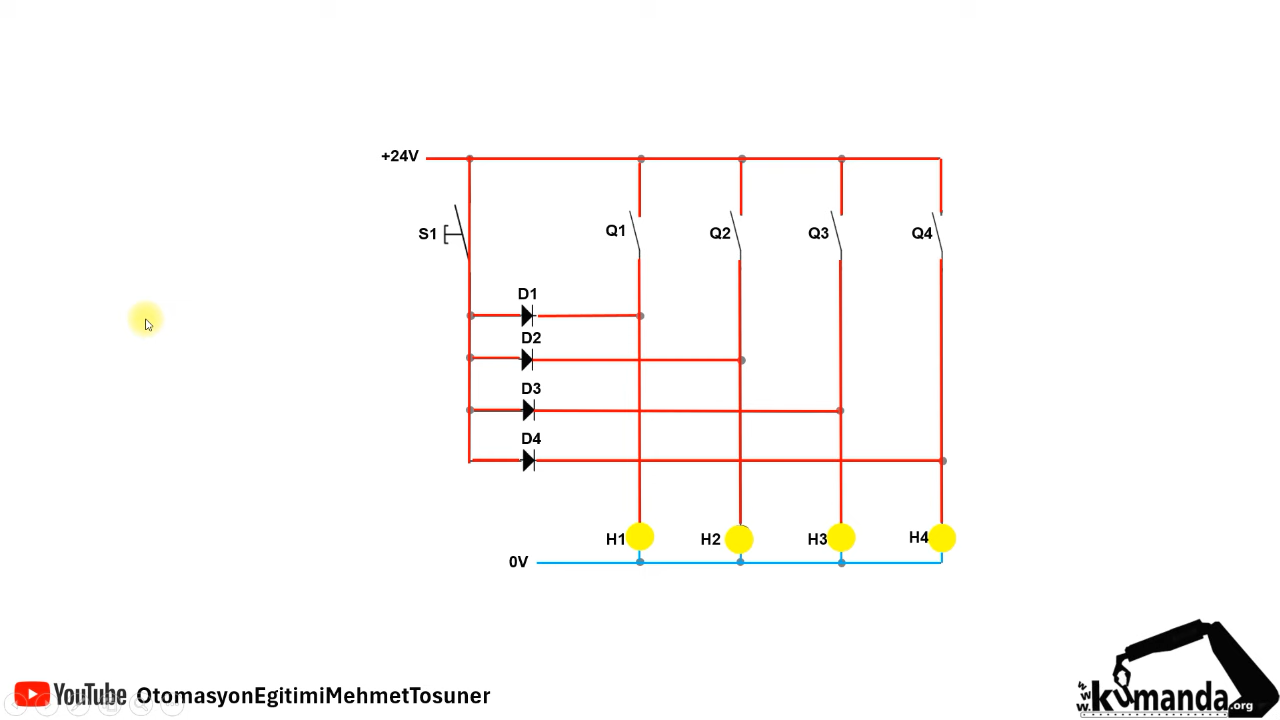 +24V
S1
Q1
Q2
Q3
Q4
D1
D2
D3
D4
H1
H2
H3
H4
0V
YouTube OtomasyonEgitimiMehmetTosuner
www.kumanda.org